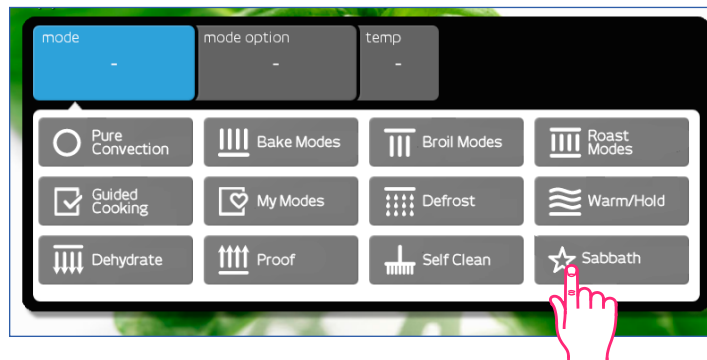 mode
-
mode option
-
temp
-
Pure
Convection
Bake Modes
Broil Modes
Roast
Modes
Guided
Cooking
My Modes
Defrost
Warm/Hold
Dehydrate
Proof
Self Clean
Sabbath